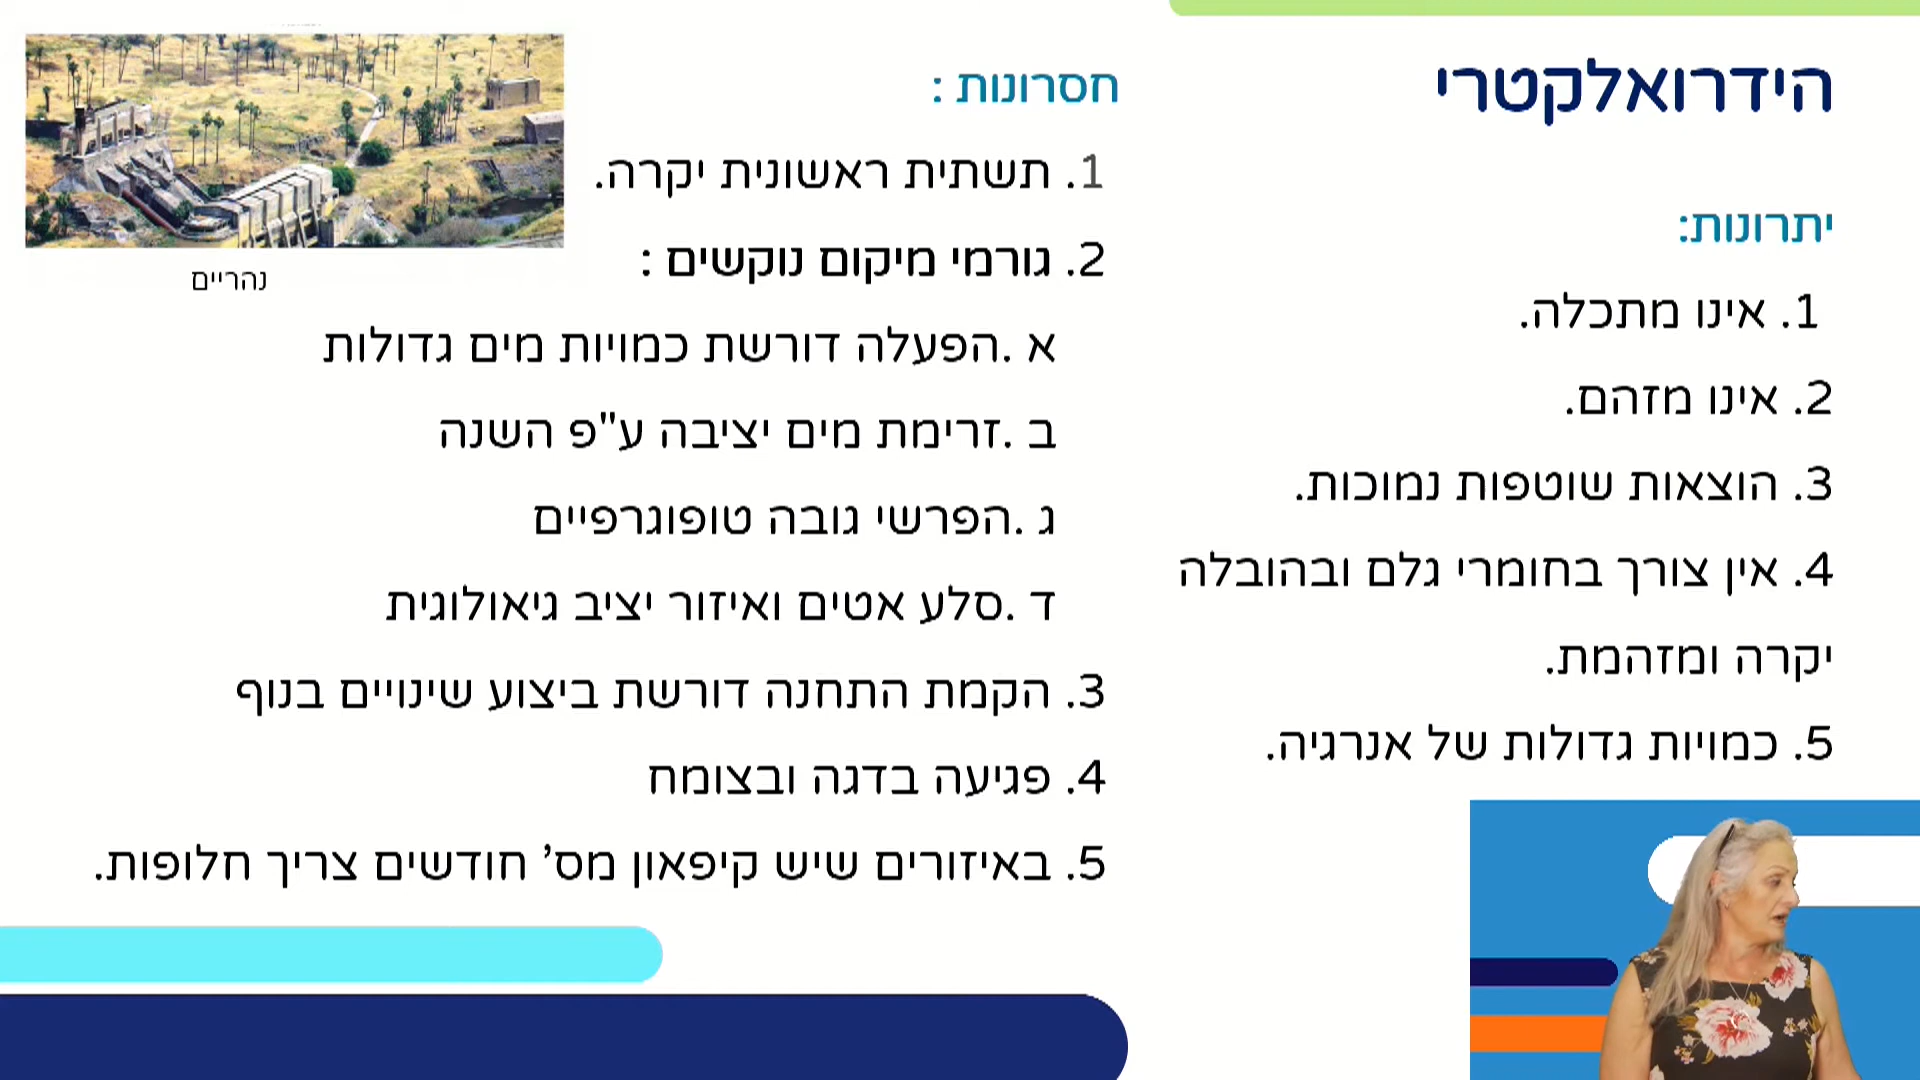 הידרואלקטרי
יתרונות:
1. אינו מתכלה.
2. אינו מזהם.
3. הוצאות שוטפות נמוכות.
4. אין צורך בחומרי גלם ובהובלה
יקרה ומזהמת.
5. כמויות גדולות של אנרגיה.
חסרונות :
1. תשתית ראשונית יקרה.
2. גורמי מיקום נוקשים :
א .הפעלה דורשת כמויות מים גדולות
ב .זרימת מים יציבה ע"פ השנה
ג .הפרשי גובה טופוגרפיים
ד .סלע אטים ואיזור יציב גיאולוגית
3. הקמת התחנה דורשת ביצוע שינויים בנוף
4. פגיעה בדגה ובצומח
5. באיזורים שיש קיפאון מס’ חודשים צריך חלופות.
נהריים